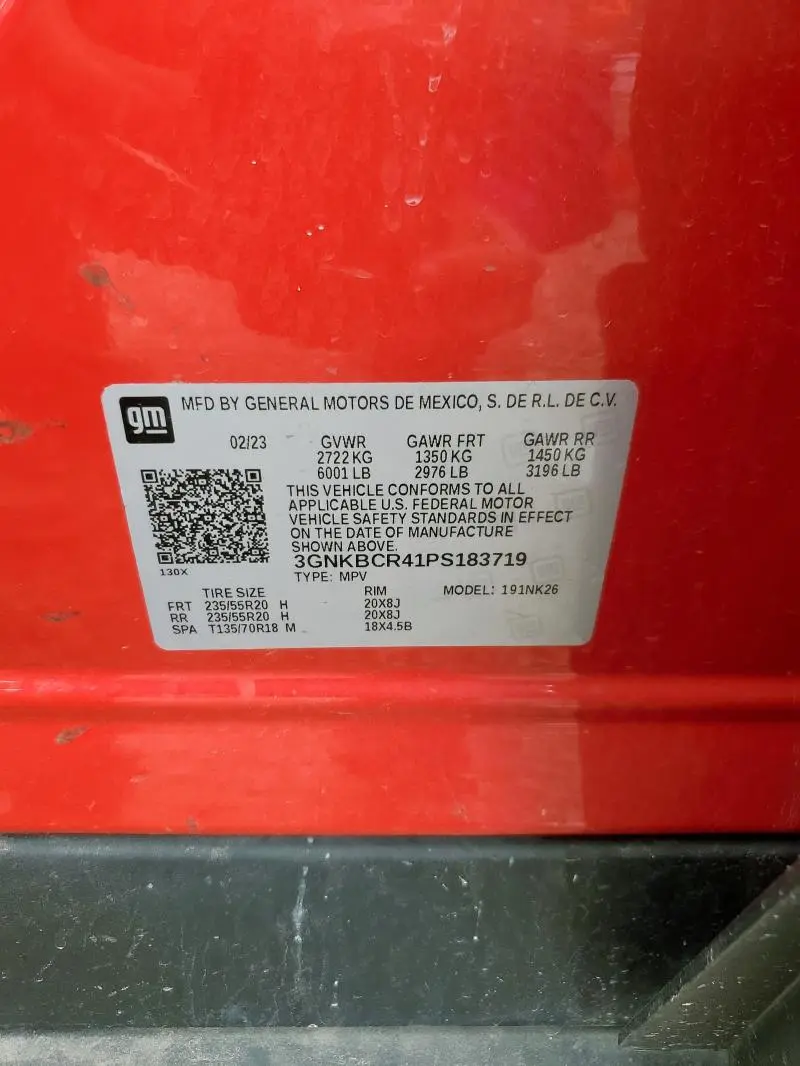 gm MFD BY GENERAL MOTORS DE MEXICO, S. DE R.L. DE C.V.
02/23 GVWR GAWR FRT GAWR RR
2722 KG 1350 KG 1450 KG
6001 LB 2976 LB 3196 LB
THIS VEHICLE CONFORMS TO ALL
APPLICABLE U.S. FEDERAL MOTOR
VEHICLE SAFETY STANDARDS IN EFFECT
ON THE DATE OF MANUFACTURE
SHOWN ABOVE.
3GNKBCR41PS183719
130X
TYPE: MPV
TIRE SIZE RIM MODEL: 191NK26
FRT 235/55R20 H 20X8J
RR 235/55R20 H 20X8J
SPA T135/70R18 M 18X4.5B